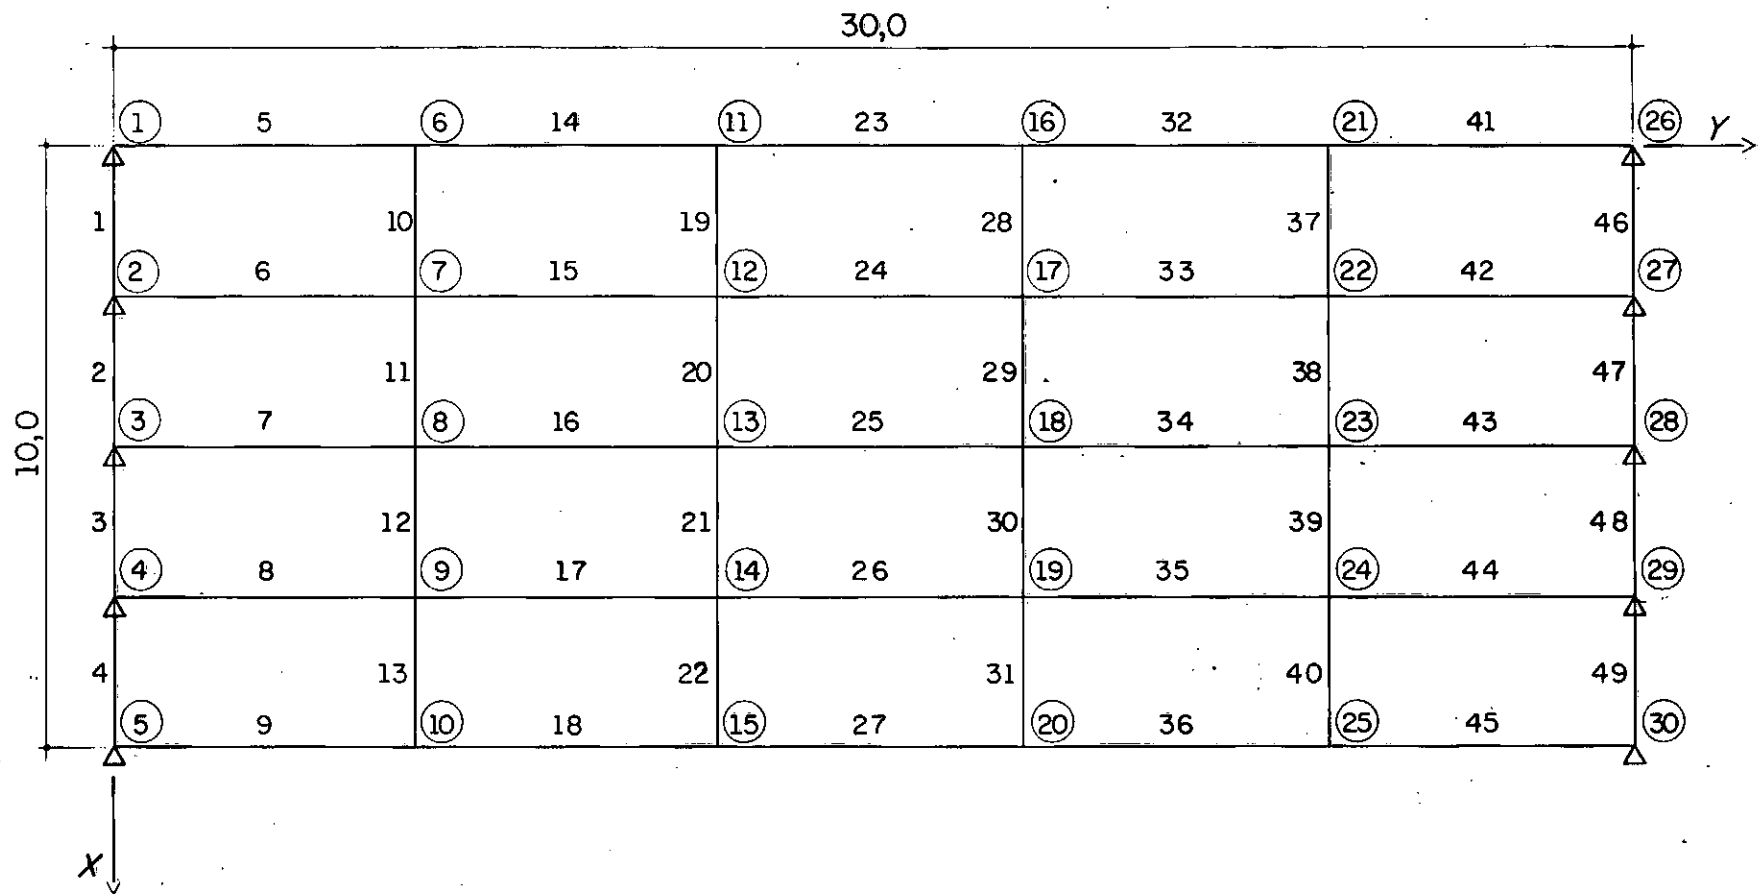 30,0
1 5 6 14 11 23 16 32 21 41 26 Y
1 10 19 28 37 46
2 6 7 15 12 24 17 33 22 42 27
2 11 20 29 38 47
3 7 8 16 13 25 18 34 23 43 28
10,0
3 12 21 30 39 48
4 8 9 17 14 26 19 35 24 44 29
4 13 22 31 40 49
5 9 10 18 15 27 20 36 25 45 30
X